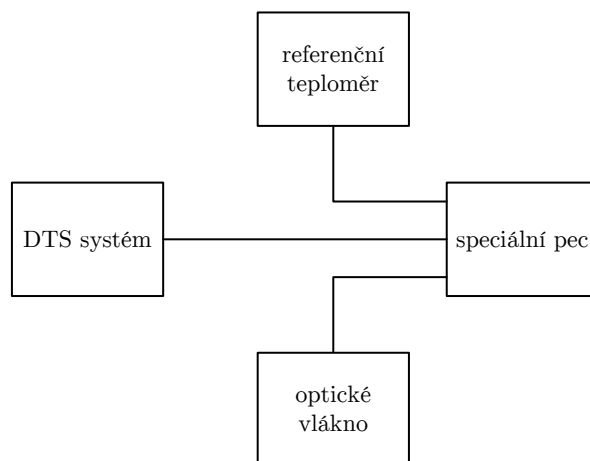 referenční
teploměr
DTS systém
speciální pec
optické
vlákno